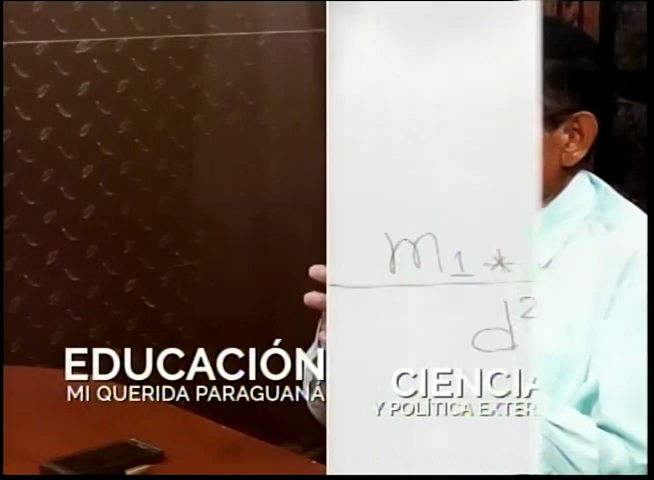 EDUCACIÓN
MI QUERIDA PARAGUANÁ
m1 *
d²
CIENCIA
Y POLÍTICA EXTER